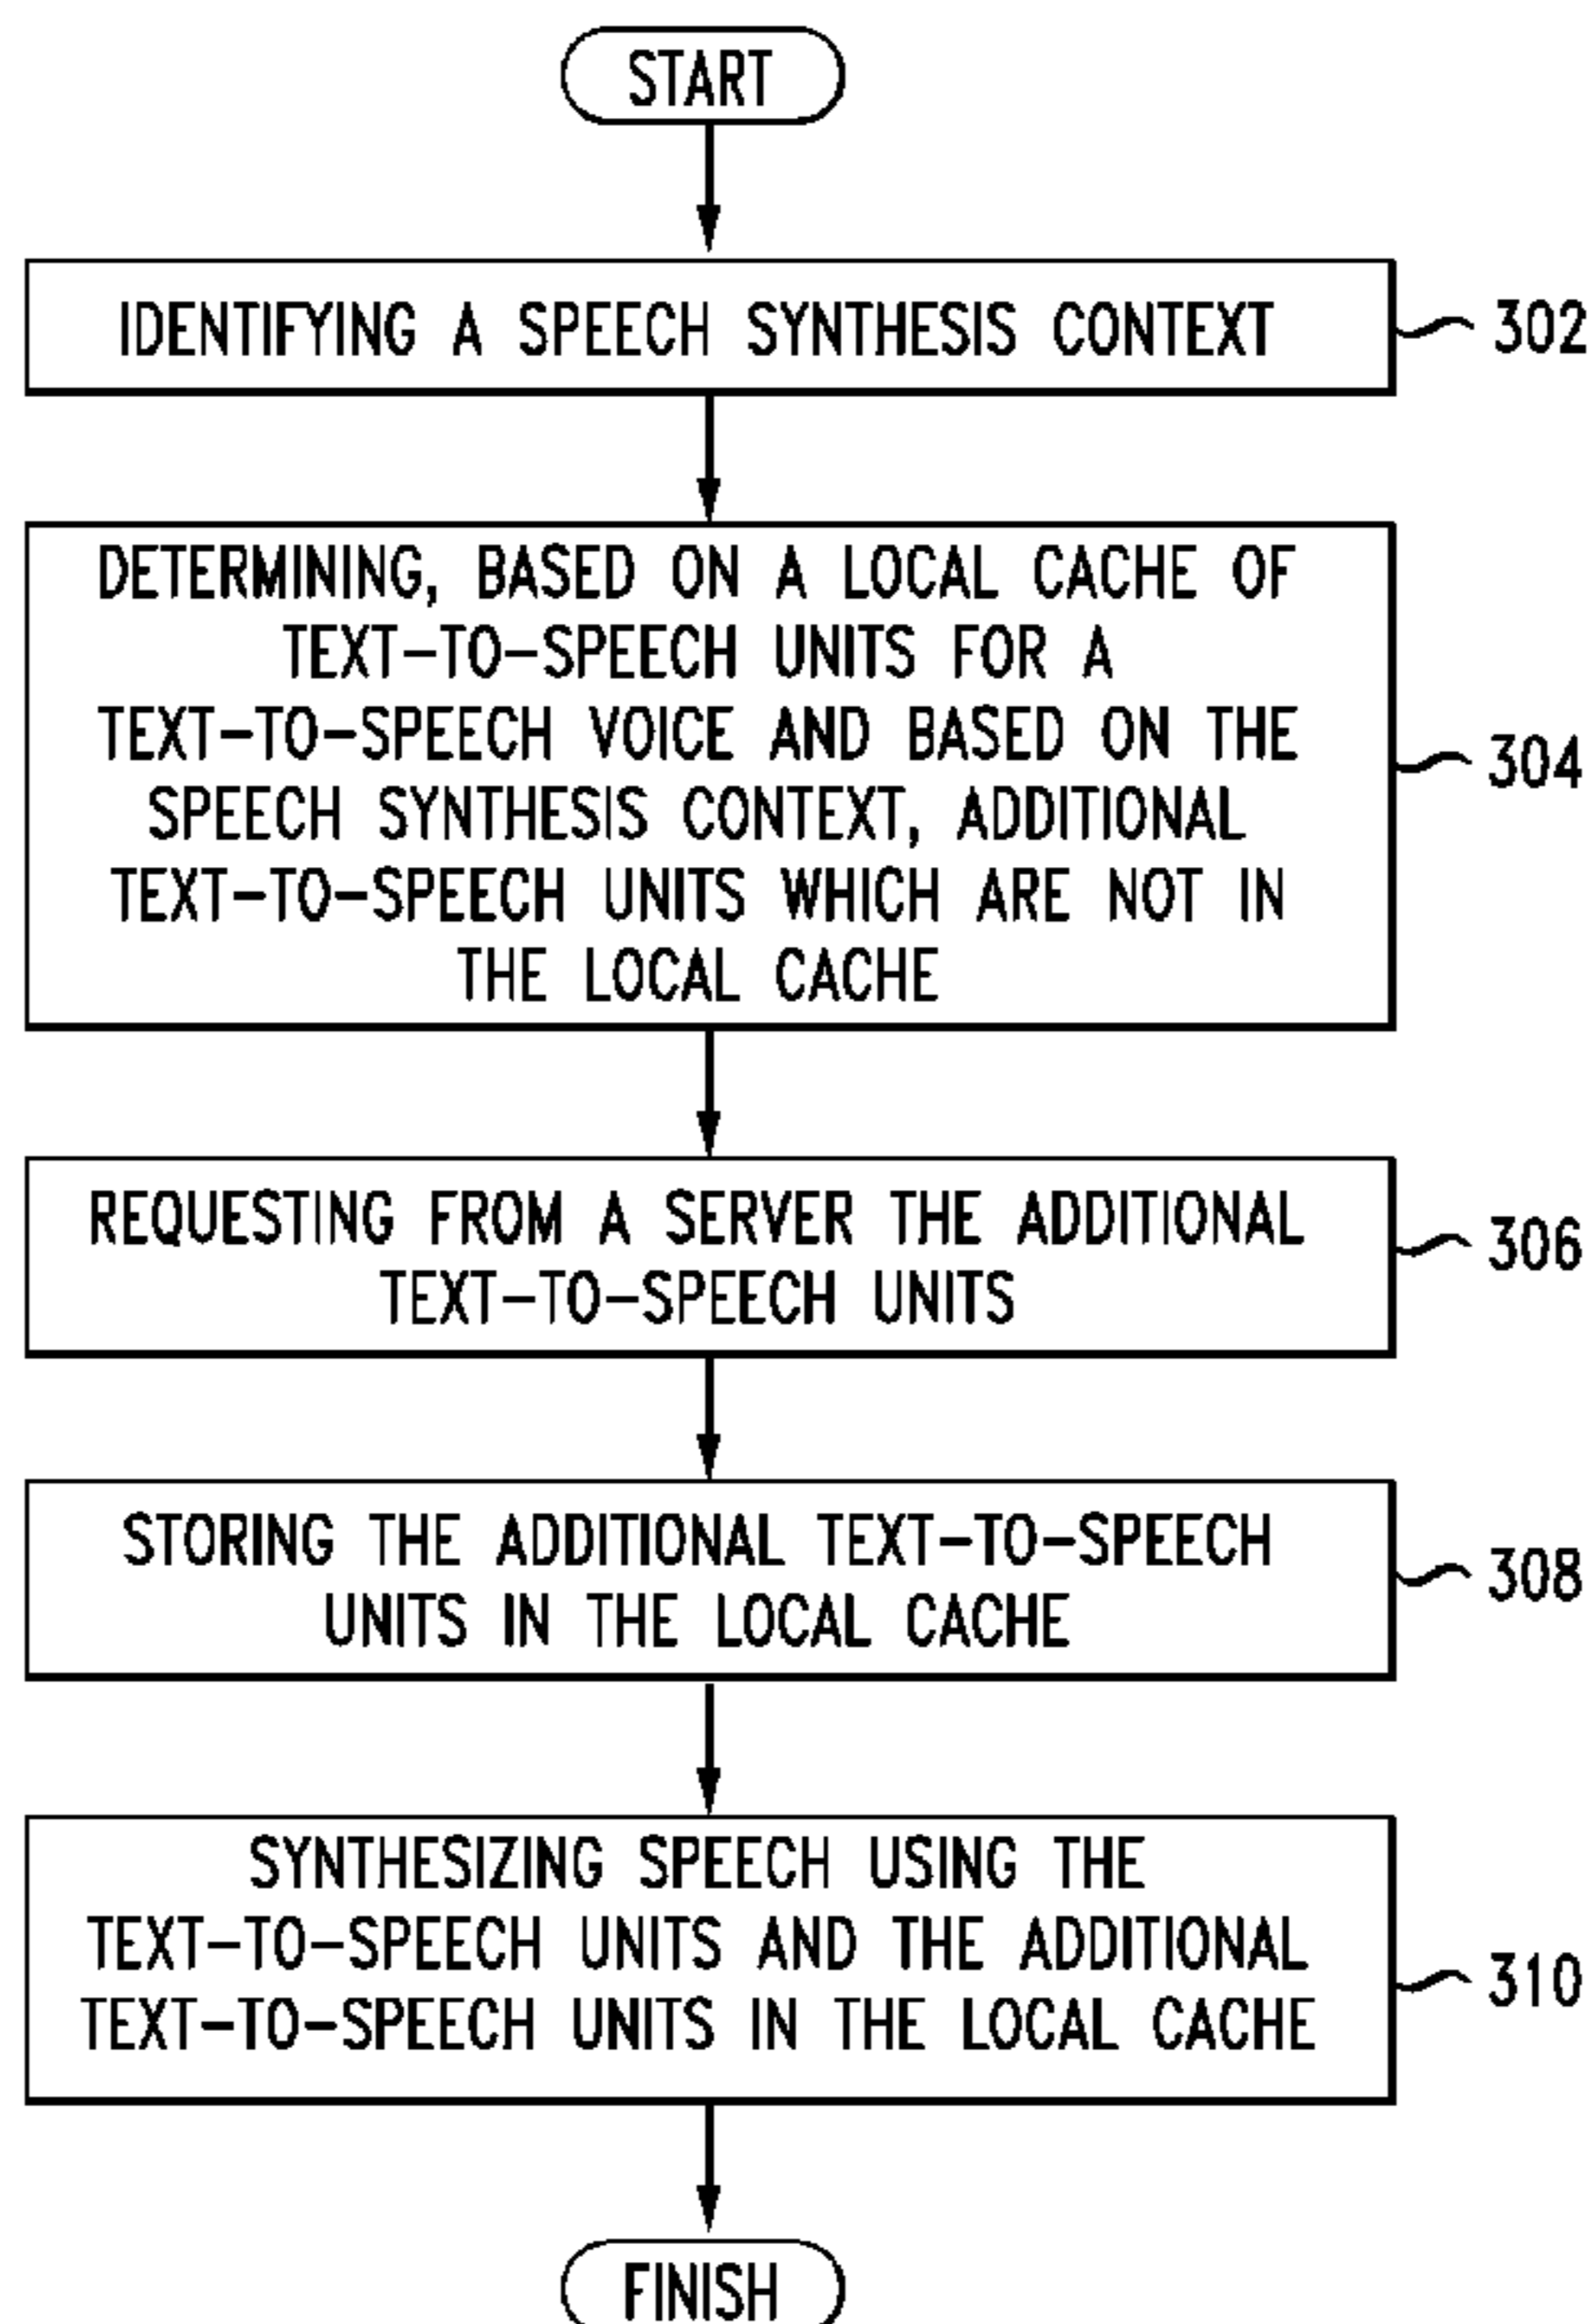 START
IDENTIFYING A SPEECH SYNTHESIS CONTEXT
302
DETERMINING, BASED ON A LOCAL CACHE OF
TEXT-TO-SPEECH UNITS FOR A
TEXT-TO-SPEECH VOICE AND BASED ON THE
SPEECH SYNTHESIS CONTEXT, ADDITIONAL
TEXT-TO-SPEECH UNITS WHICH ARE NOT IN
THE LOCAL CACHE
304
REQUESTING FROM A SERVER THE ADDITIONAL
TEXT-TO-SPEECH UNITS
306
STORING THE ADDITIONAL TEXT-TO-SPEECH
UNITS IN THE LOCAL CACHE
308
SYNTHESIZING SPEECH USING THE
TEXT-TO-SPEECH UNITS AND THE ADDITIONAL
TEXT-TO-SPEECH UNITS IN THE LOCAL CACHE
310
FINISH